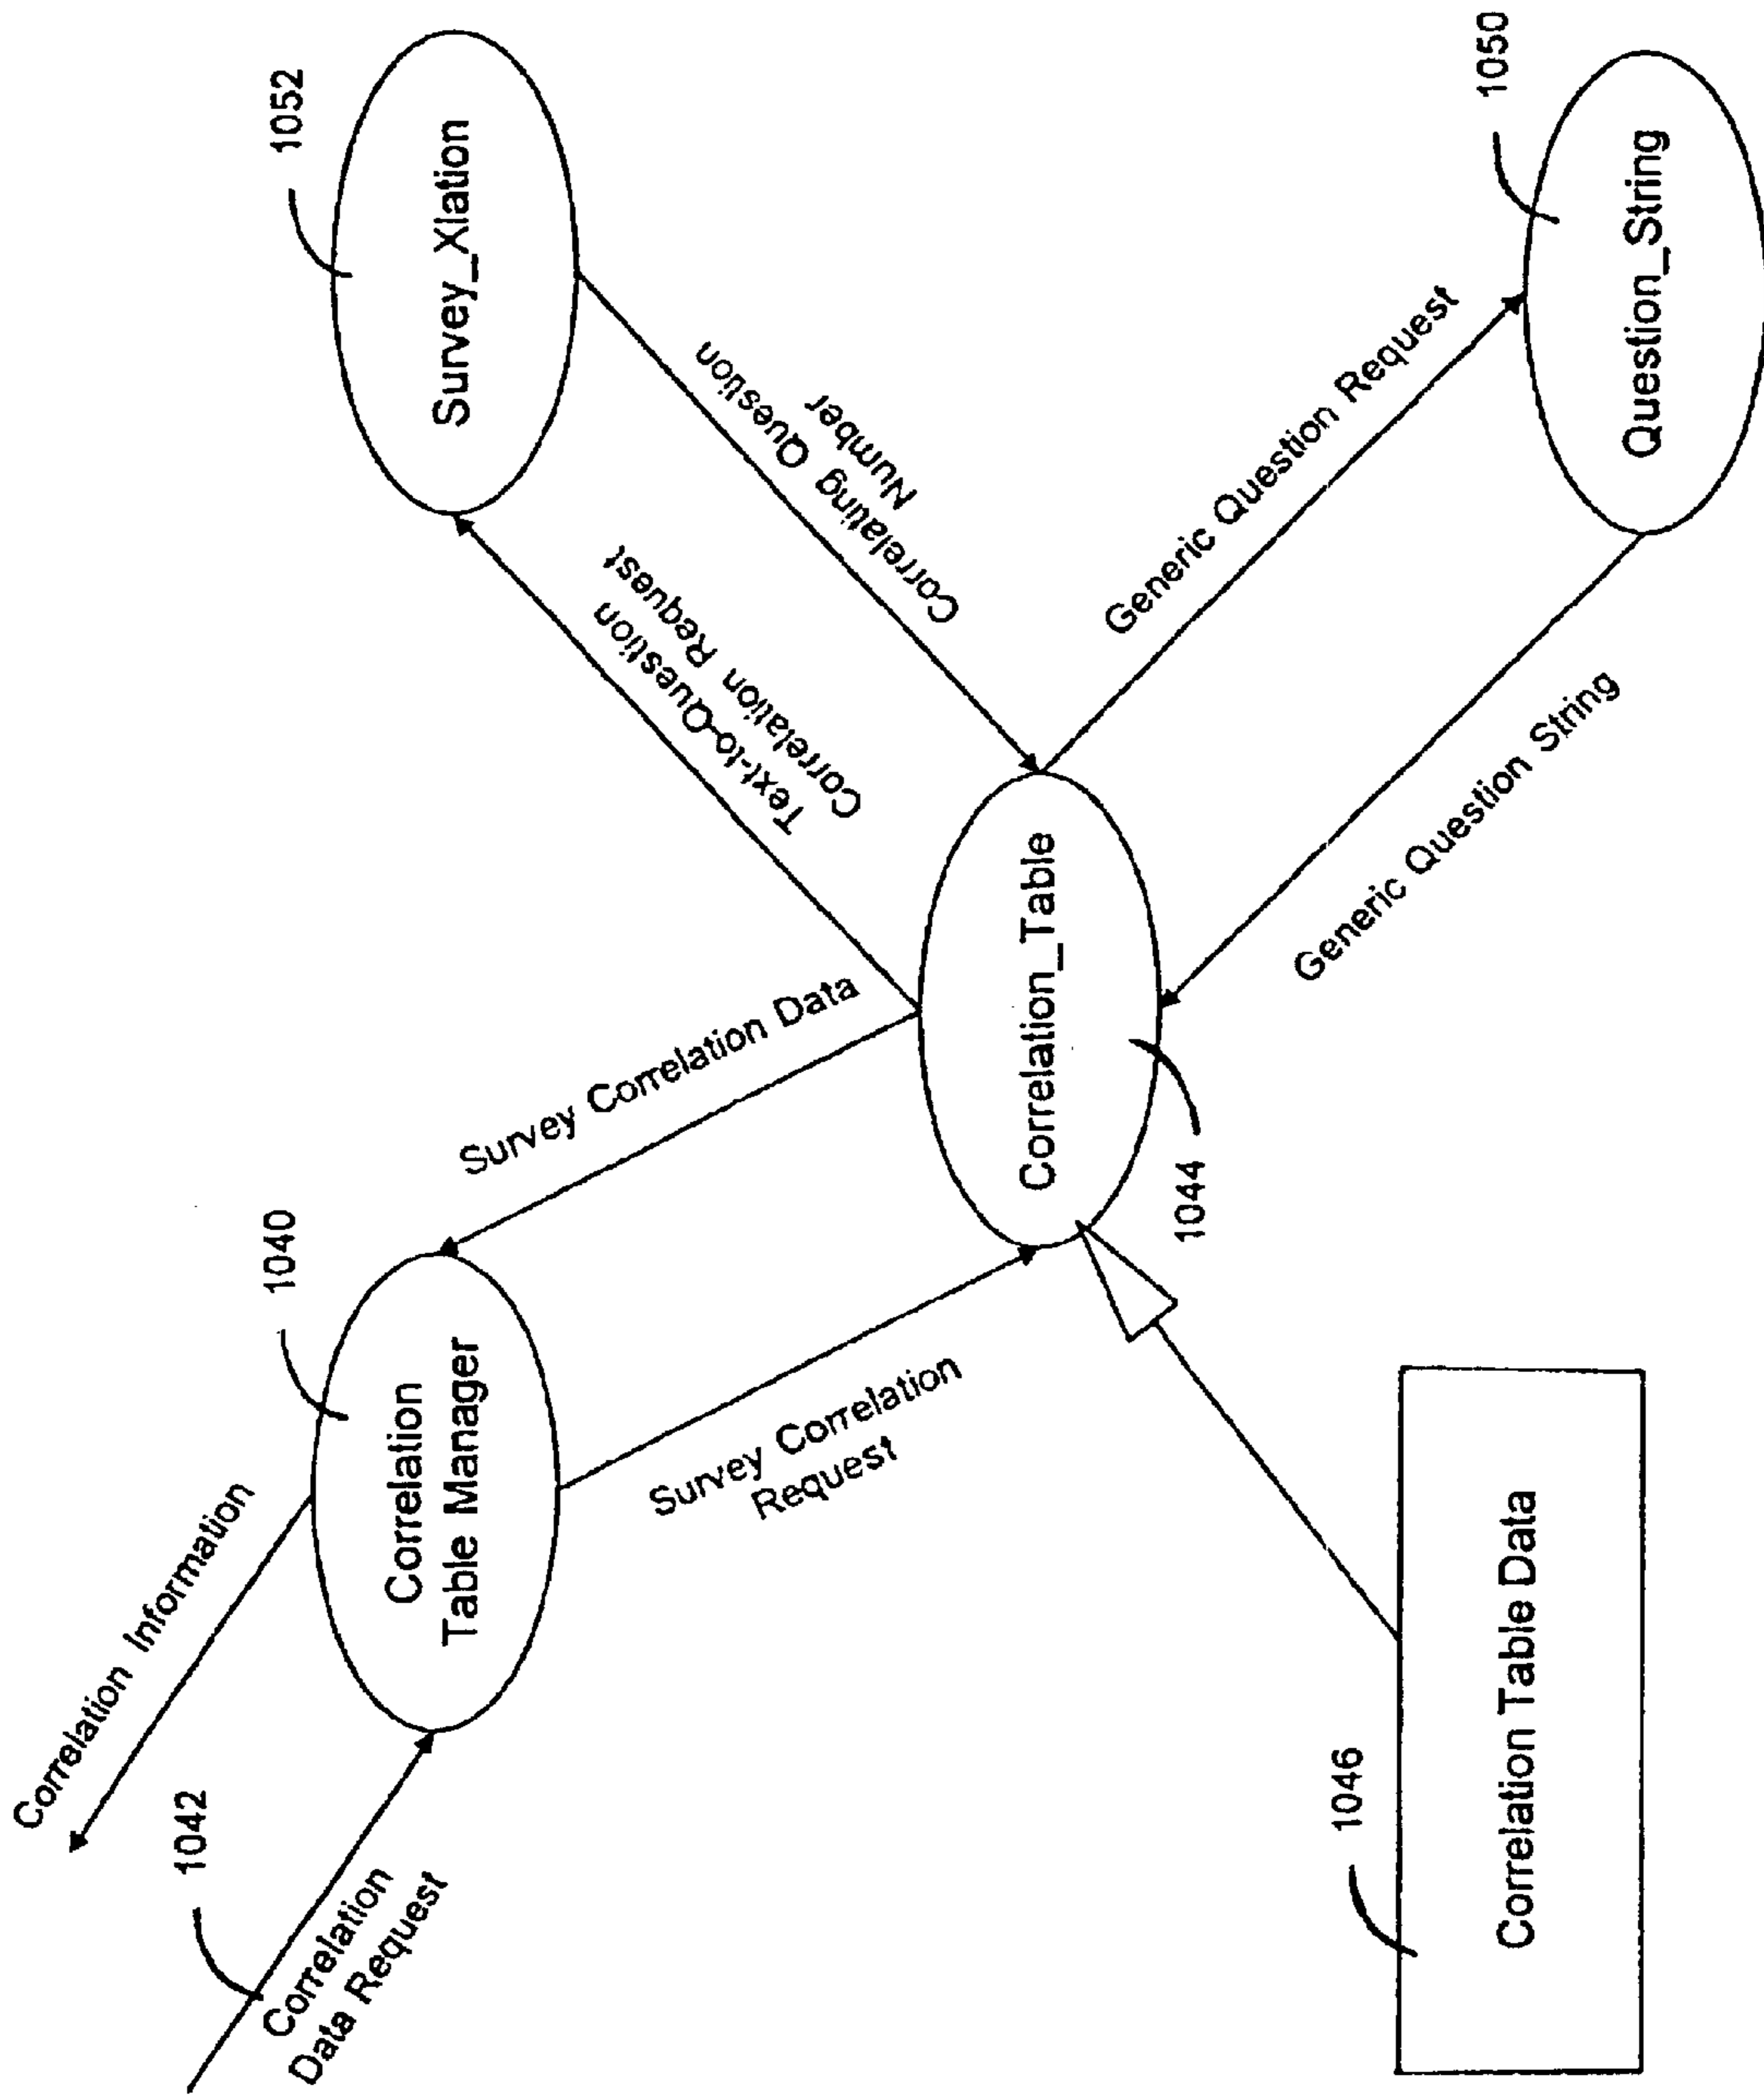 1042
Correlation Information
Correlation
Data Request
1040
Correlation
Table Manager
Survey Correlation Data
Survey Correlation
Request
1052
Survey_Xlation
Text-to-Question
Correlation Request
Correlating Question
Number
Correlation_Table
1044
Generic Question Request
Generic Question String
1050
Question_String
1046
Correlation Table Data